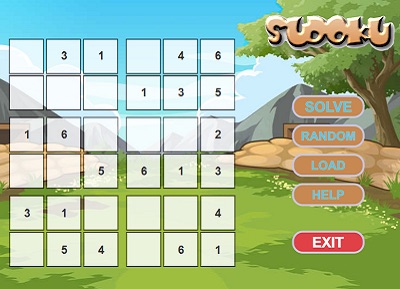 SUDOKU
3 1 4 6
1 3 5
SOLVE
1 6 2
RANDOM
5 6 1 3
LOAD
HELP
3 1 4
5 4 6 1
EXIT